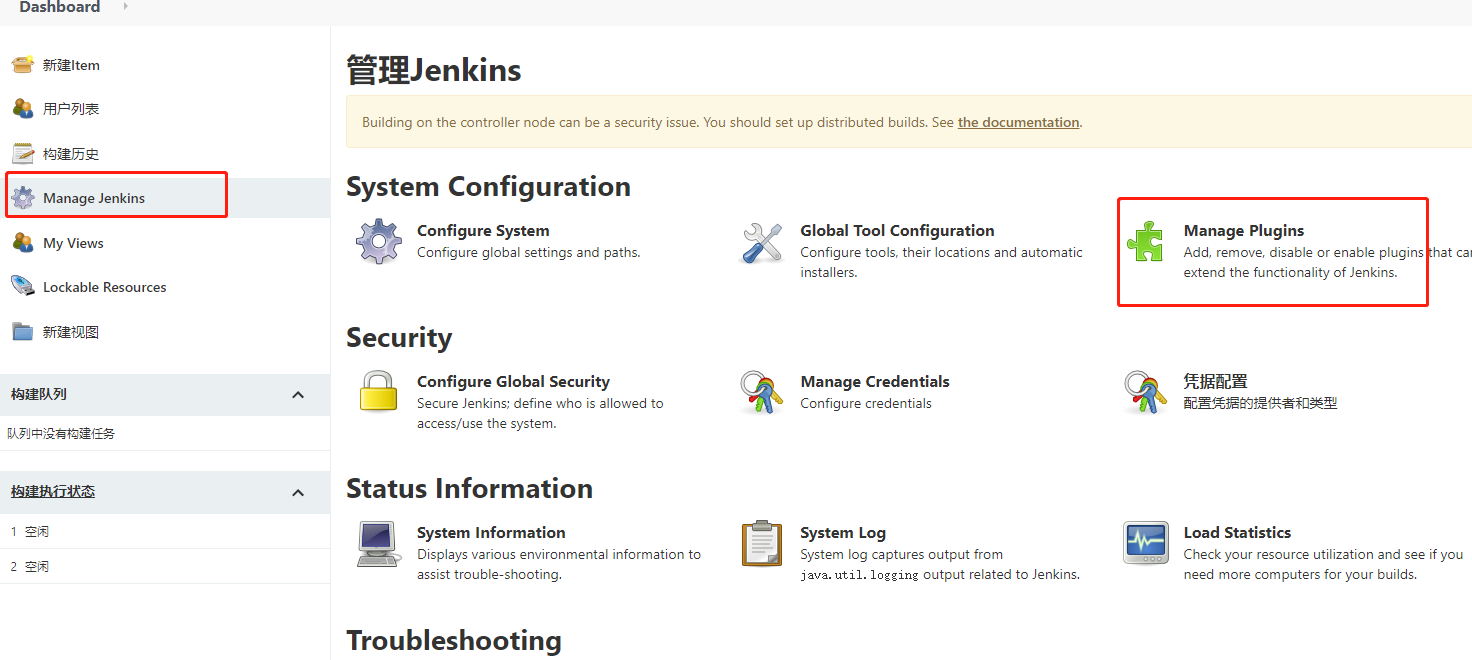 Dashboard
新建Item
用户列表
构建历史
Manage Jenkins
My Views
Lockable Resources
新建视图
构建队列
队列中没有构建任务
构建执行状态
1 空闲
2 空闲
管理Jenkins
Building on the controller node can be a security issue. You should set up distributed builds. See the documentation.
System Configuration
Configure System
Configure global settings and paths.
Global Tool Configuration
Configure tools, their locations and automatic
installers.
Manage Plugins
Add, remove, disable or enable plugins that can
extend the functionality of Jenkins.
Security
Configure Global Security
Secure Jenkins; define who is allowed to
access/use the system.
Manage Credentials
Configure credentials
凭据配置
配置凭据的提供者和类型
Status Information
System Information
Displays various environmental information to
assist trouble-shooting.
System Log
System log captures output from
java.util.logging output related to Jenkins.
Load Statistics
Check your resource utilization and see if you
need more computers for your builds.
Troubleshooting